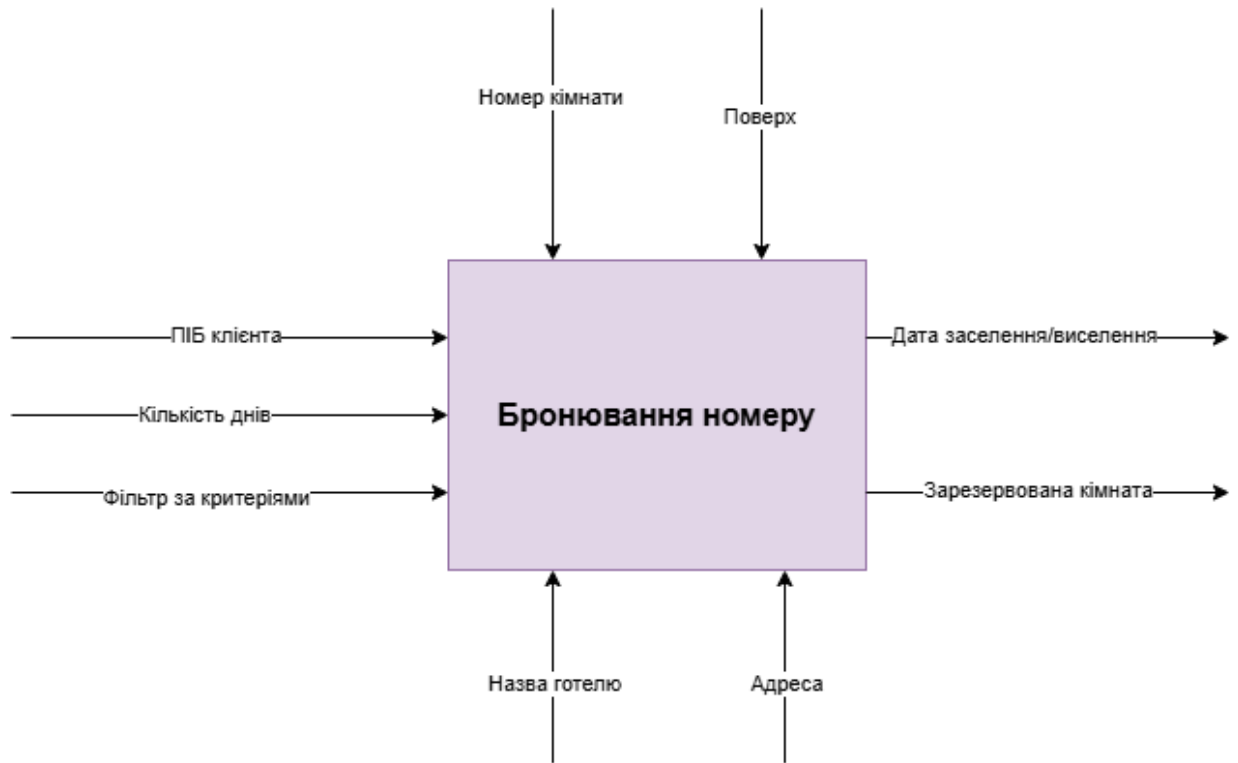 Номер кімнати
Поверх
ПІБ клієнта
Дата заселення/виселення
Кількість днів
Бронювання номеру
Фільтр за критеріями
Зарезервована кімната
Назва готелю
Адреса